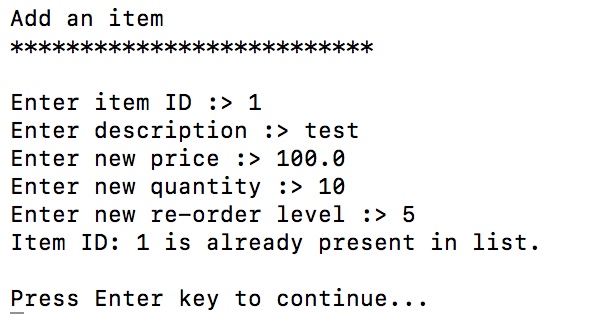 Add an item
**************************
Enter item ID :> 1
Enter description :> test
Enter new price :> 100.0
Enter new quantity :> 10
Enter new re-order level :> 5
Item ID: 1 is already present in list.
Press Enter key to continue...